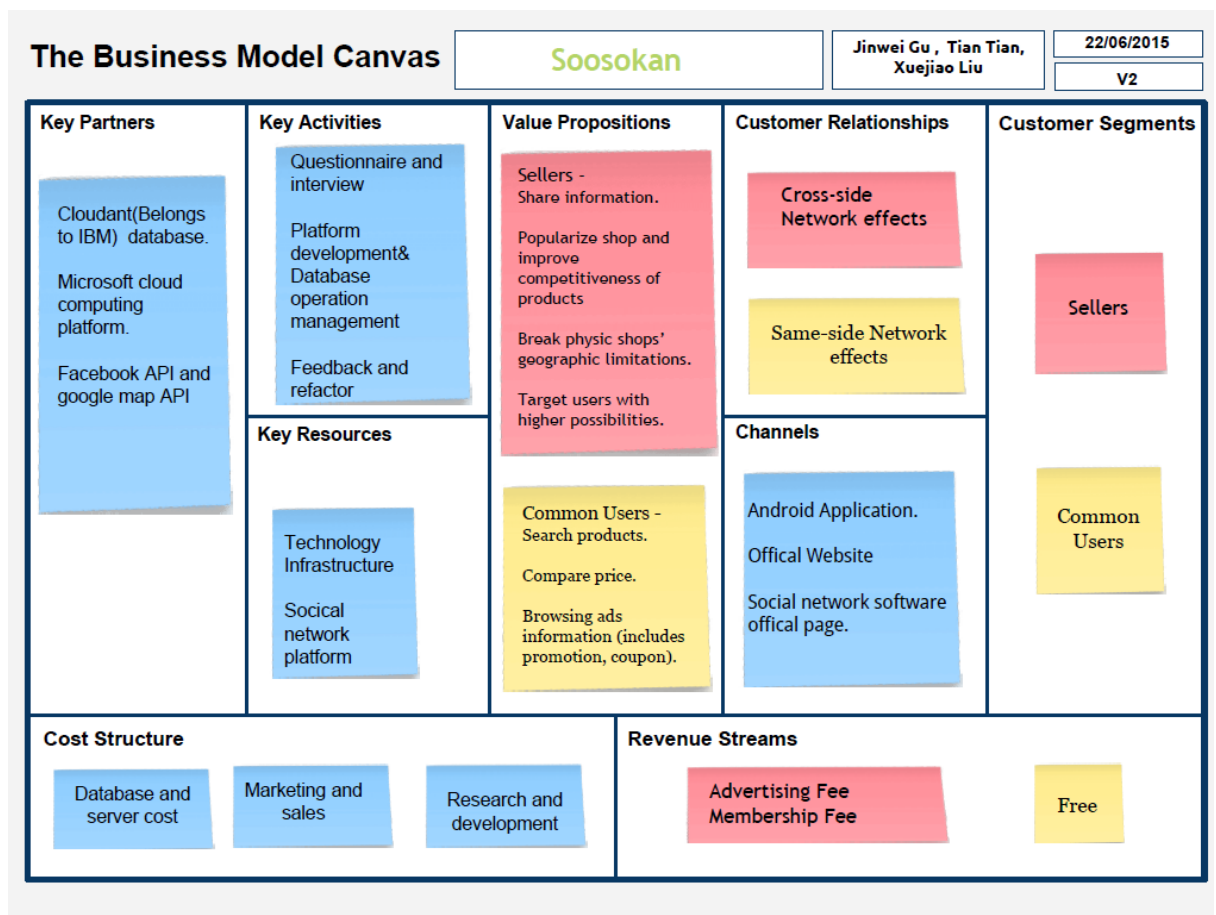 The Business Model Canvas
Soosokan
Jinwei Gu , Tian Tian,
Xuejiao Liu
22/06/2015
V2
Key Partners
Cloudant(Belongs
to IBM) database.
Microsoft cloud
computing
platform.
Facebook API and
google map API
Key Activities
Questionnaire and
interview
Platform
development&
Database
operation
management
Feedback and
refactor
Key Resources
Technology
Infrastructure
Socical
network
platform
Value Propositions
Sellers -
Share information.
Popularize shop and
improve
competitiveness of
products
Break physic shops’
geographic limitations.
Target users with
higher possibilities.
Common Users -
Search products.
Compare price.
Browsing ads
information (includes
promotion, coupon).
Customer Relationships
Cross-side
Network effects
Same-side Network
effects
Channels
Android Application.
Offical Website
Social network software
offical page.
Customer Segments
Sellers
Common
Users
Cost Structure
Database and
server cost
Marketing and
sales
Research and
development
Revenue Streams
Advertising Fee
Membership Fee
Free